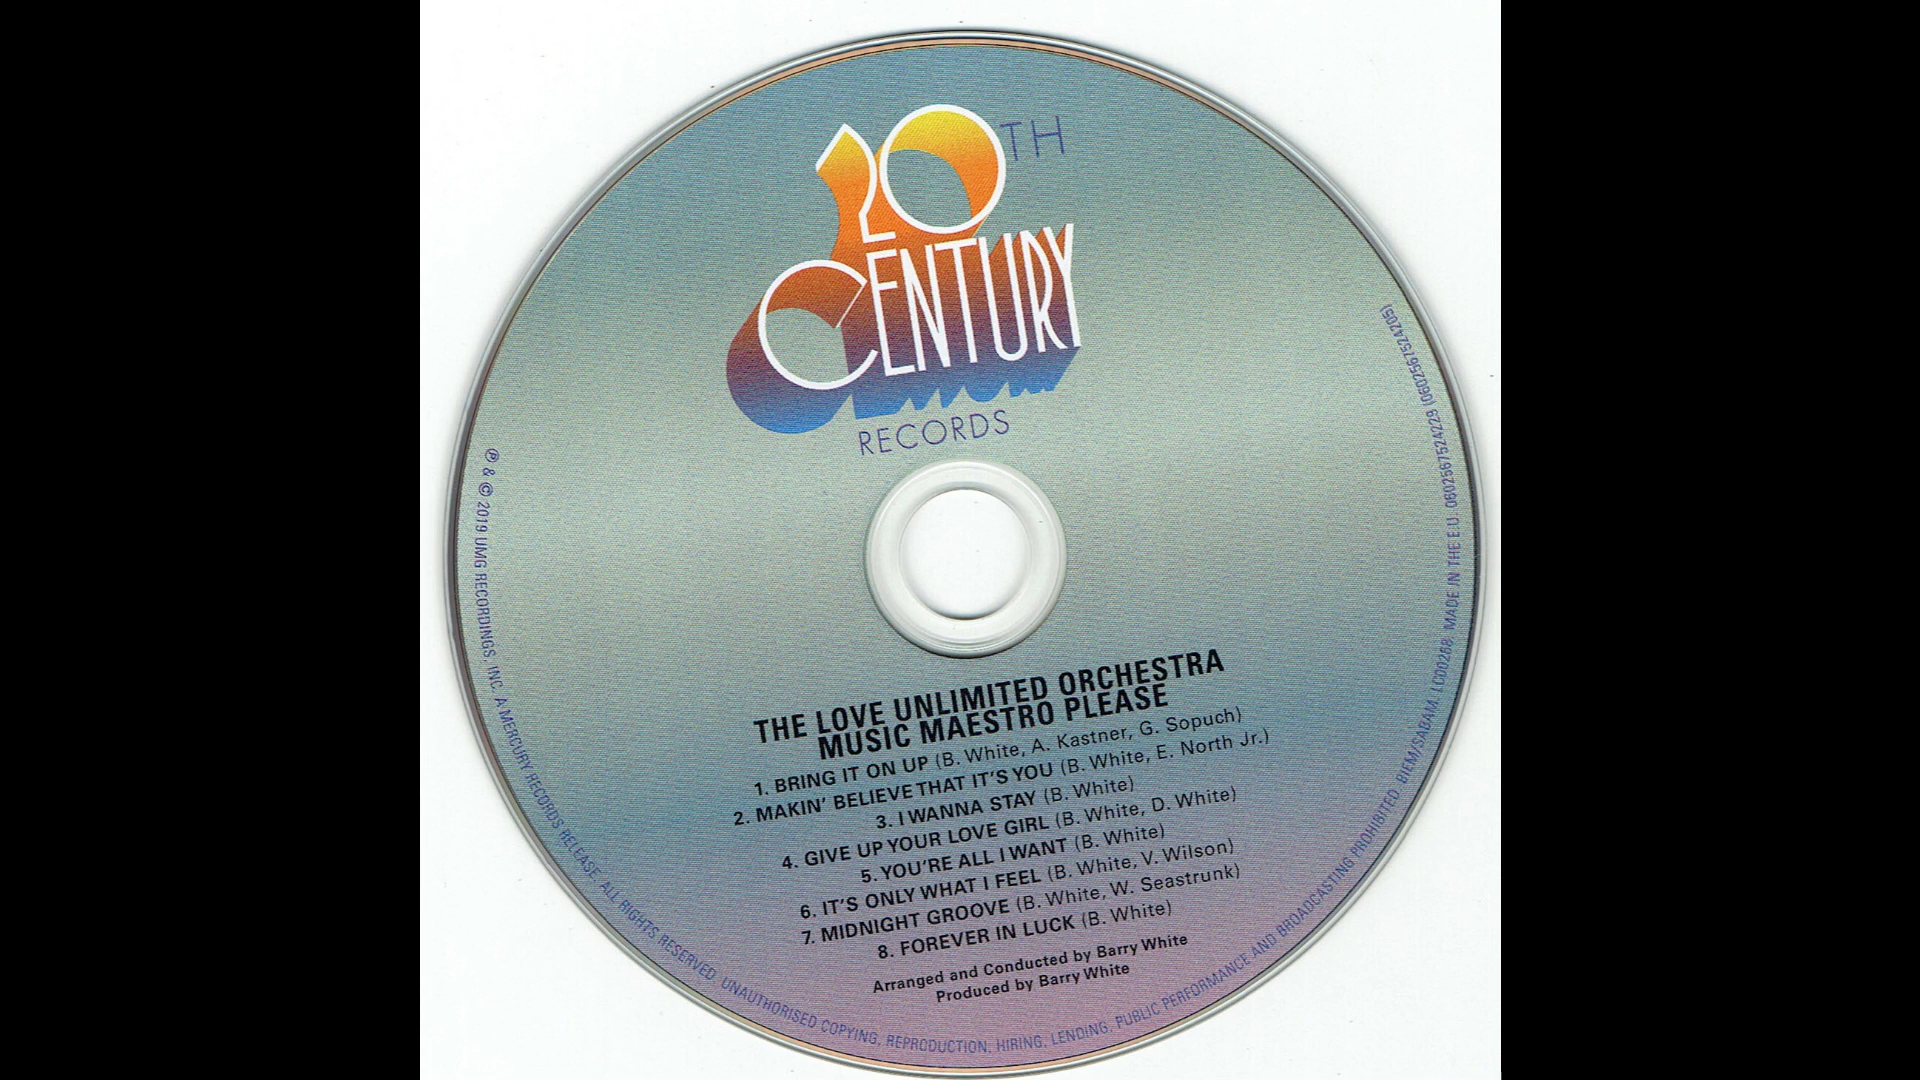 20TH
CENTURY
RECORDS
THE LOVE UNLIMITED ORCHESTRA
MUSIC MAESTRO PLEASE
1. BRING IT ON UP (B. White, A. Kastner, G. Sopuch)
2. MAKIN' BELIEVE THAT IT'S YOU (B. White, E. North Jr.)
3. I WANNA STAY (B. White)
4. GIVE UP YOUR LOVE GIRL (B. White, D. White)
5. YOU'RE ALL I WANT (B. White)
6. IT'S ONLY WHAT I FEEL (B. White, V. Wilson)
7. MIDNIGHT GROOVE (B. White, W. Seastrunk)
8. FOREVER IN LUCK (B. White)
Arranged and Conducted by Barry White
Produced by Barry White
℗ & © 2019 UMG RECORDINGS, INC. A MERCURY RECORDS RELEASE. ALL RIGHTS RESERVED. UNAUTHORISED COPYING, REPRODUCTION, HIRING, LENDING, PUBLIC PERFORMANCE AND BROADCASTING PROHIBITED. BIEM/SABAM. LC00268. MADE IN THE E.U. 0602567524229 (0602567524205)